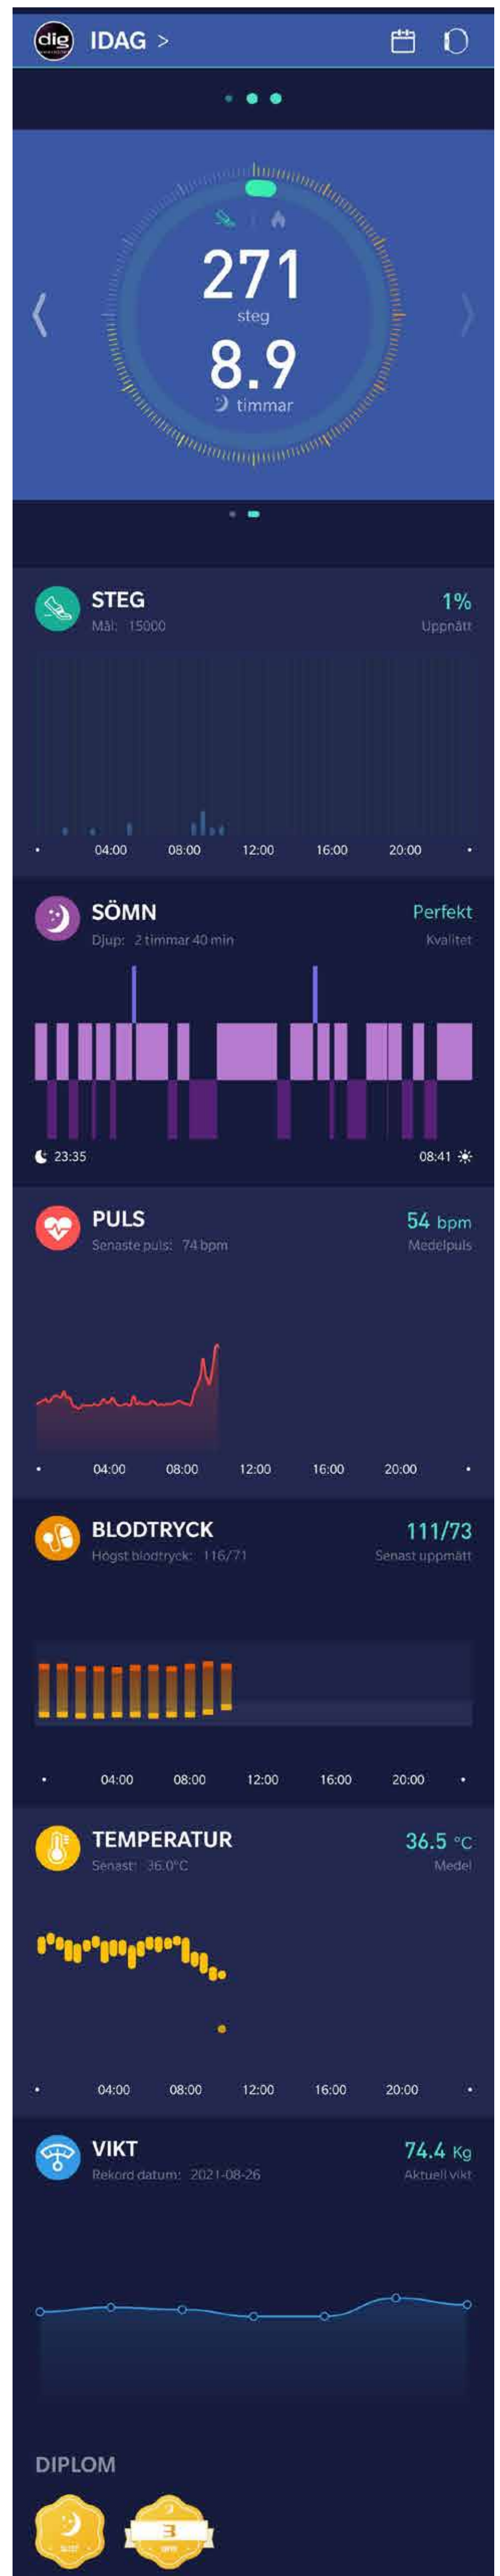 dig
IDAG >
271
steg
8.9
timmar
STEG
1%
Mål: 15000
Uppnått
04:00 08:00 12:00 16:00 20:00
SÖMN
Perfekt
Djup: 2 timmar 40 min
Kvalitet
23:35
08:41
PULS
54 bpm
Senaste puls: 74 bpm
Medelpuls
04:00 08:00 12:00 16:00 20:00
BLODTRYCK
111/73
Högst blodtryck: 116/71
Senast uppmätt
04:00 08:00 12:00 16:00 20:00
TEMPERATUR
36.5 °C
Senast: 36.0°C
Medel
04:00 08:00 12:00 16:00 20:00
VIKT
74.4 Kg
Rekord datum: 2021-08-26
Aktuell vikt
DIPLOM
3